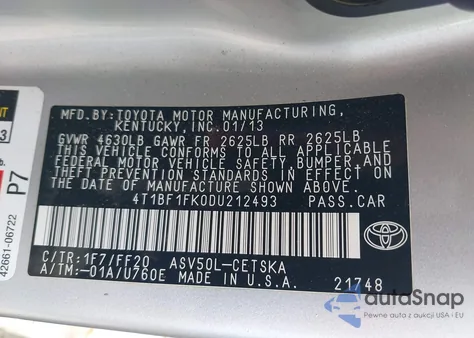 MFD.BY: TOYOTA MOTOR MANUFACTURING,
KENTUCKY, INC. 01/13
GVWR 4630LB GAWR FR 2625LB RR 2625LB
THIS VEHICLE CONFORMS TO ALL APPLICABLE
FEDERAL MOTOR VEHICLE SAFETY, BUMPER, AND
THEFT PREVENTION STANDARDS IN EFFECT ON
THE DATE OF MANUFACTURE SHOWN ABOVE.
4T1BF1FK0DU212493 PASS.CAR
C/TR: 1F7/FF20 ASV50L-CETSKA
A/TM: -01A/U760E MADE IN U.S.A. 21748
TOYOTA
P7
42661-06722
3
autoSnap
Pewne auto z aukcji USA i EU